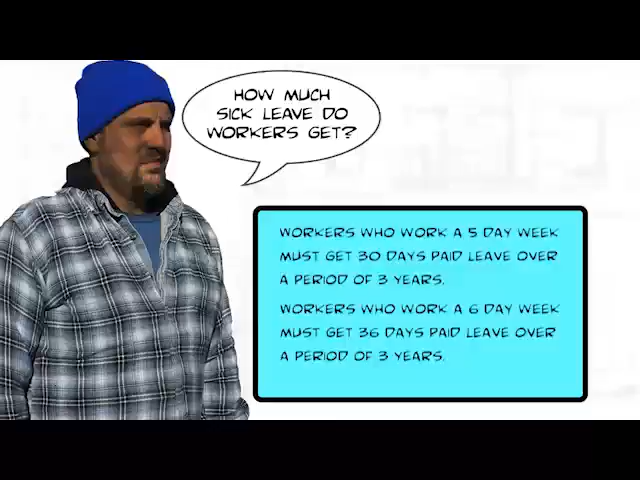 HOW MUCH
SICK LEAVE DO
WORKERS GET?
WORKERS WHO WORK A 5 DAY WEEK
MUST GET 30 DAYS PAID LEAVE OVER
A PERIOD OF 3 YEARS.
WORKERS WHO WORK A 6 DAY WEEK
MUST GET 36 DAYS PAID LEAVE OVER
A PERIOD OF 3 YEARS.